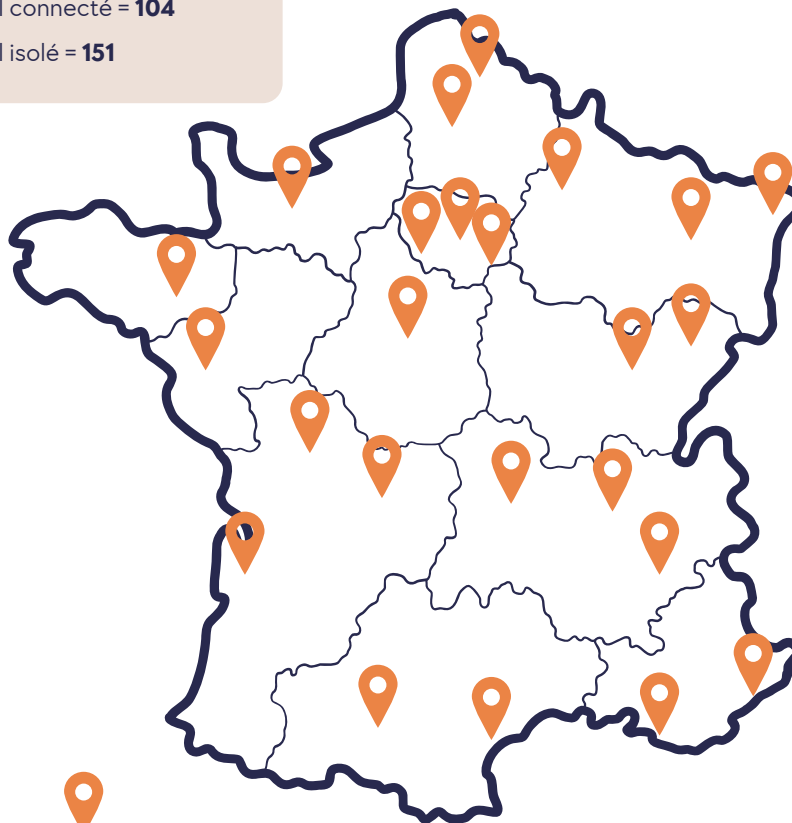 connecté = 104
isolé = 151